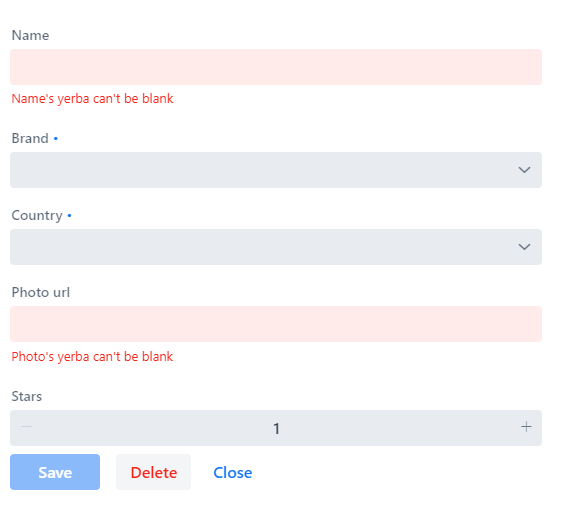 Name
Name's yerba can't be blank
Brand •
Country •
Photo url
Photo's yerba can't be blank
Stars
1
Save Delete Close